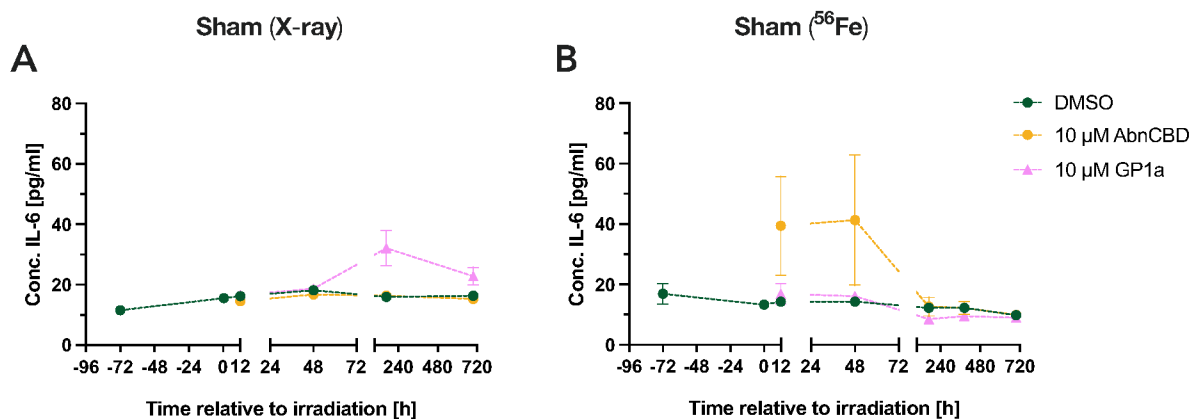 Sham (X-ray)
Sham (⁵⁶Fe)
A
B
80
60
40
20
0
Conc. IL-6 [pg/ml]
-96 -72 -48 -24 0 12 24 48 72 240 480 720
Time relative to irradiation [h]
80
60
40
20
0
Conc. IL-6 [pg/ml]
-96 -72 -48 -24 0 12 24 48 72 240 480 720
Time relative to irradiation [h]
DMSO
10 µM AbnCBD
10 µM GP1a